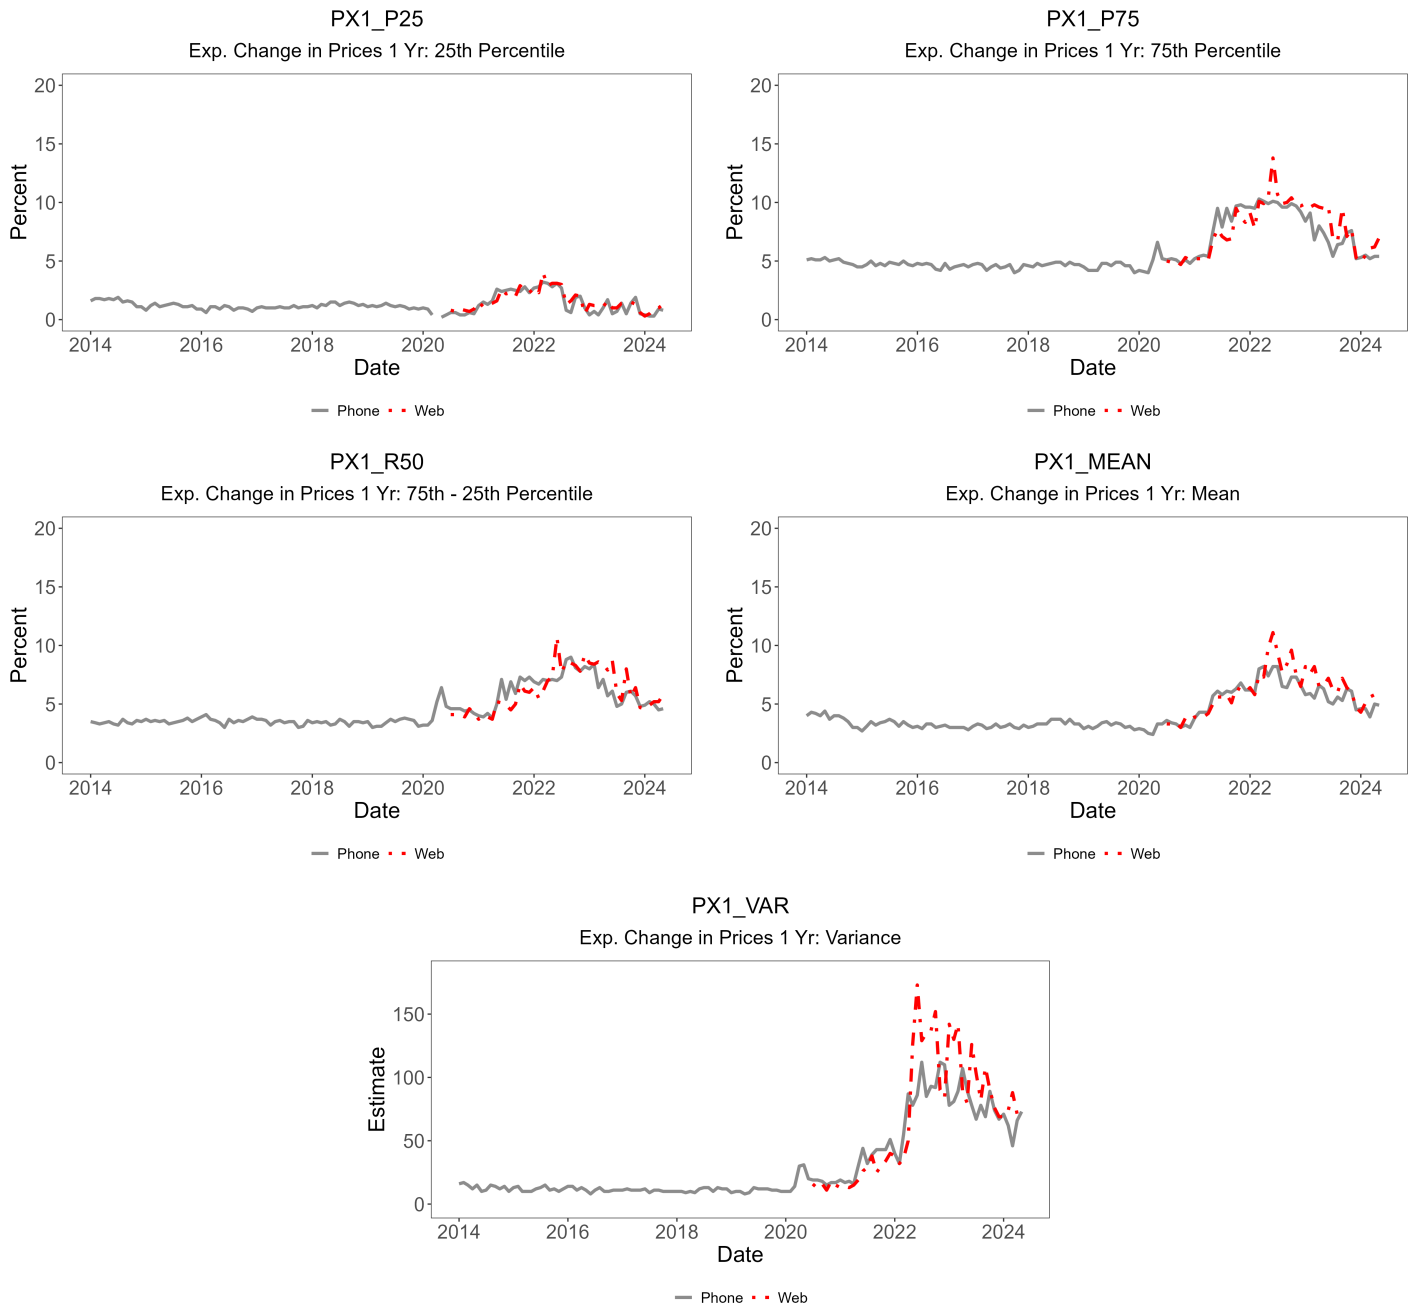 PX1_P25
Exp. Change in Prices 1 Yr: 25th Percentile
Percent
20
15
10
5
0
2014 2016 2018 2020 2022 2024
Date
Phone Web
PX1_P75
Exp. Change in Prices 1 Yr: 75th Percentile
Percent
20
15
10
5
0
2014 2016 2018 2020 2022 2024
Date
Phone Web
PX1_R50
Exp. Change in Prices 1 Yr: 75th - 25th Percentile
Percent
20
15
10
5
0
2014 2016 2018 2020 2022 2024
Date
Phone Web
PX1_MEAN
Exp. Change in Prices 1 Yr: Mean
Percent
20
15
10
5
0
2014 2016 2018 2020 2022 2024
Date
Phone Web
PX1_VAR
Exp. Change in Prices 1 Yr: Variance
Estimate
150
100
50
0
2014 2016 2018 2020 2022 2024
Date
Phone Web